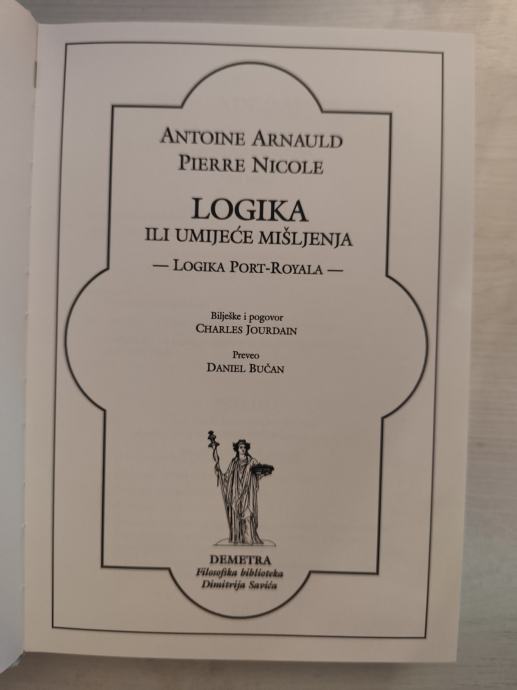 ANTOINE ARNAULD
PIERRE NICOLE
LOGIKA
ILI UMIJEĆE MIŠLJENJA
— LOGIKA PORT-ROYALA —
Bilješke i pogovor
CHARLES JOURDAIN
Preveo
DANIEL BUČAN
DEMETRA
Filosofska biblioteka
Dimitrija Savića